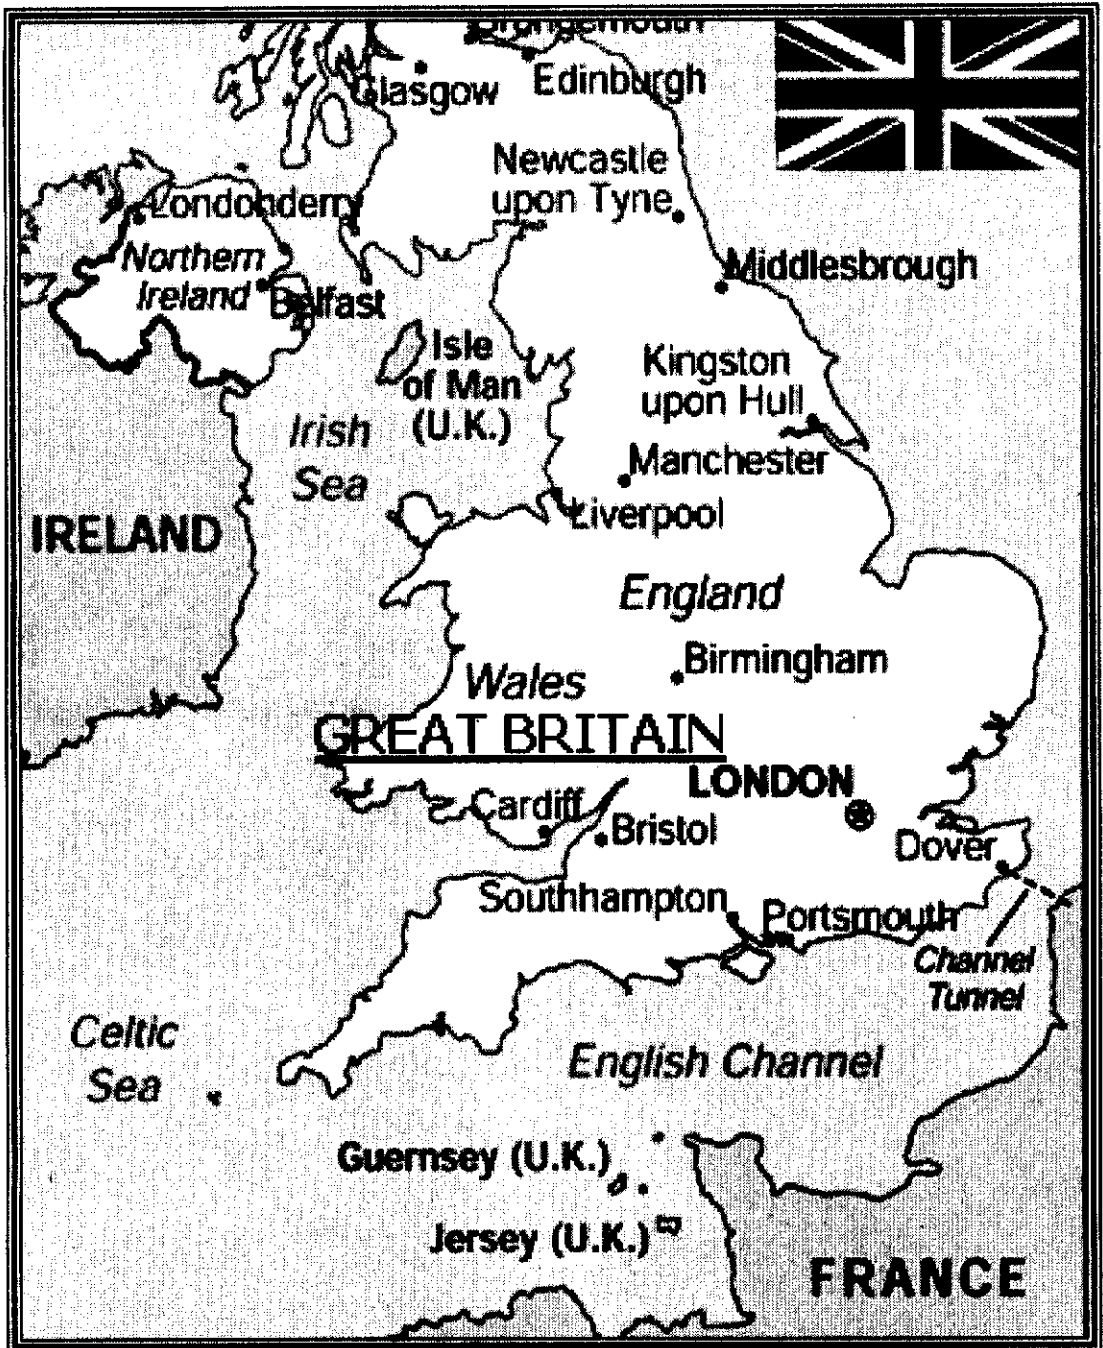 Grangemouth
Edinburgh
Glasgow
Newcastle
upon Tyne
Londonderry
Northern
Ireland
Middlesbrough
Belfast
Isle
of Man
(U.K.)
Kingston
upon Hull
Irish
Sea
Manchester
Liverpool
IRELAND
England
Birmingham
Wales
GREAT BRITAIN
LONDON
Cardiff
Bristol
Dover
Southhampton
Portsmouth
Channel
Tunnel
Celtic
Sea
English Channel
Guernsey (U.K.)
Jersey (U.K.)
FRANCE